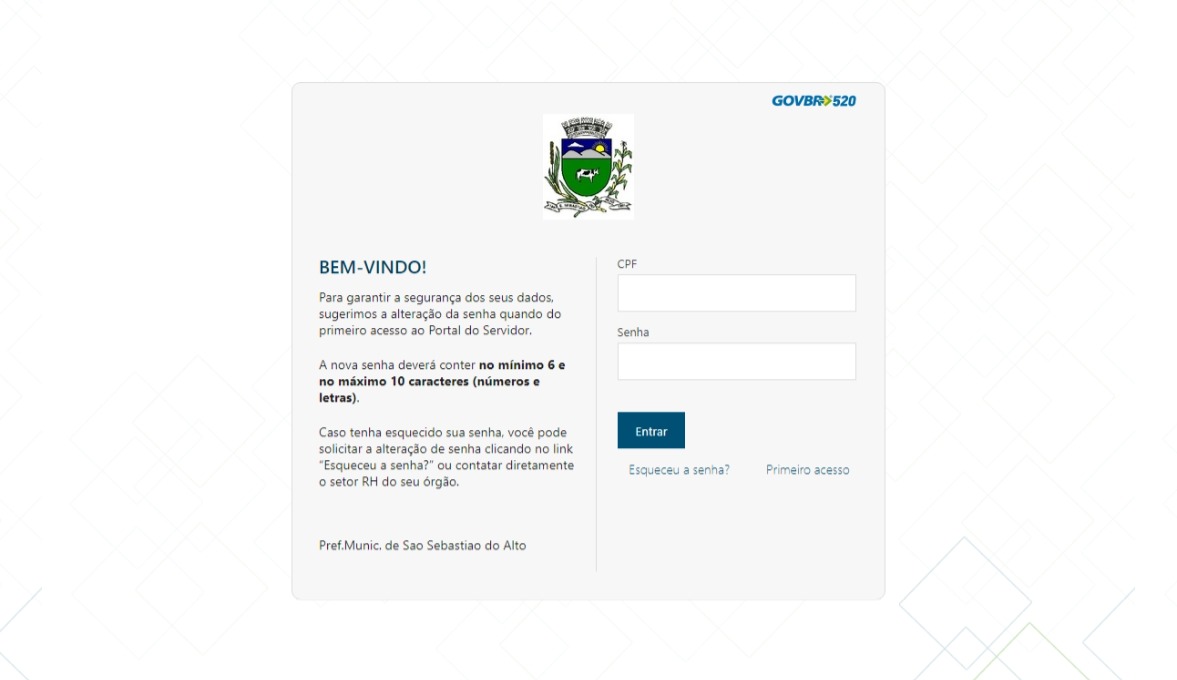 GOVBR 520
BEM-VINDO!
Para garantir a segurança dos seus dados,
sugerimos a alteração da senha quando do
primeiro acesso ao Portal do Servidor.
A nova senha deverá conter no mínimo 6 e
no máximo 10 caracteres (números e
letras).
Caso tenha esquecido sua senha, você pode
solicitar a alteração de senha clicando no link
“Esqueceu a senha?” ou contatar diretamente
o setor RH do seu órgão.
Pref.Munic. de Sao Sebastiao do Alto
CPF
Senha
Entrar
Esqueceu a senha?
Primeiro acesso